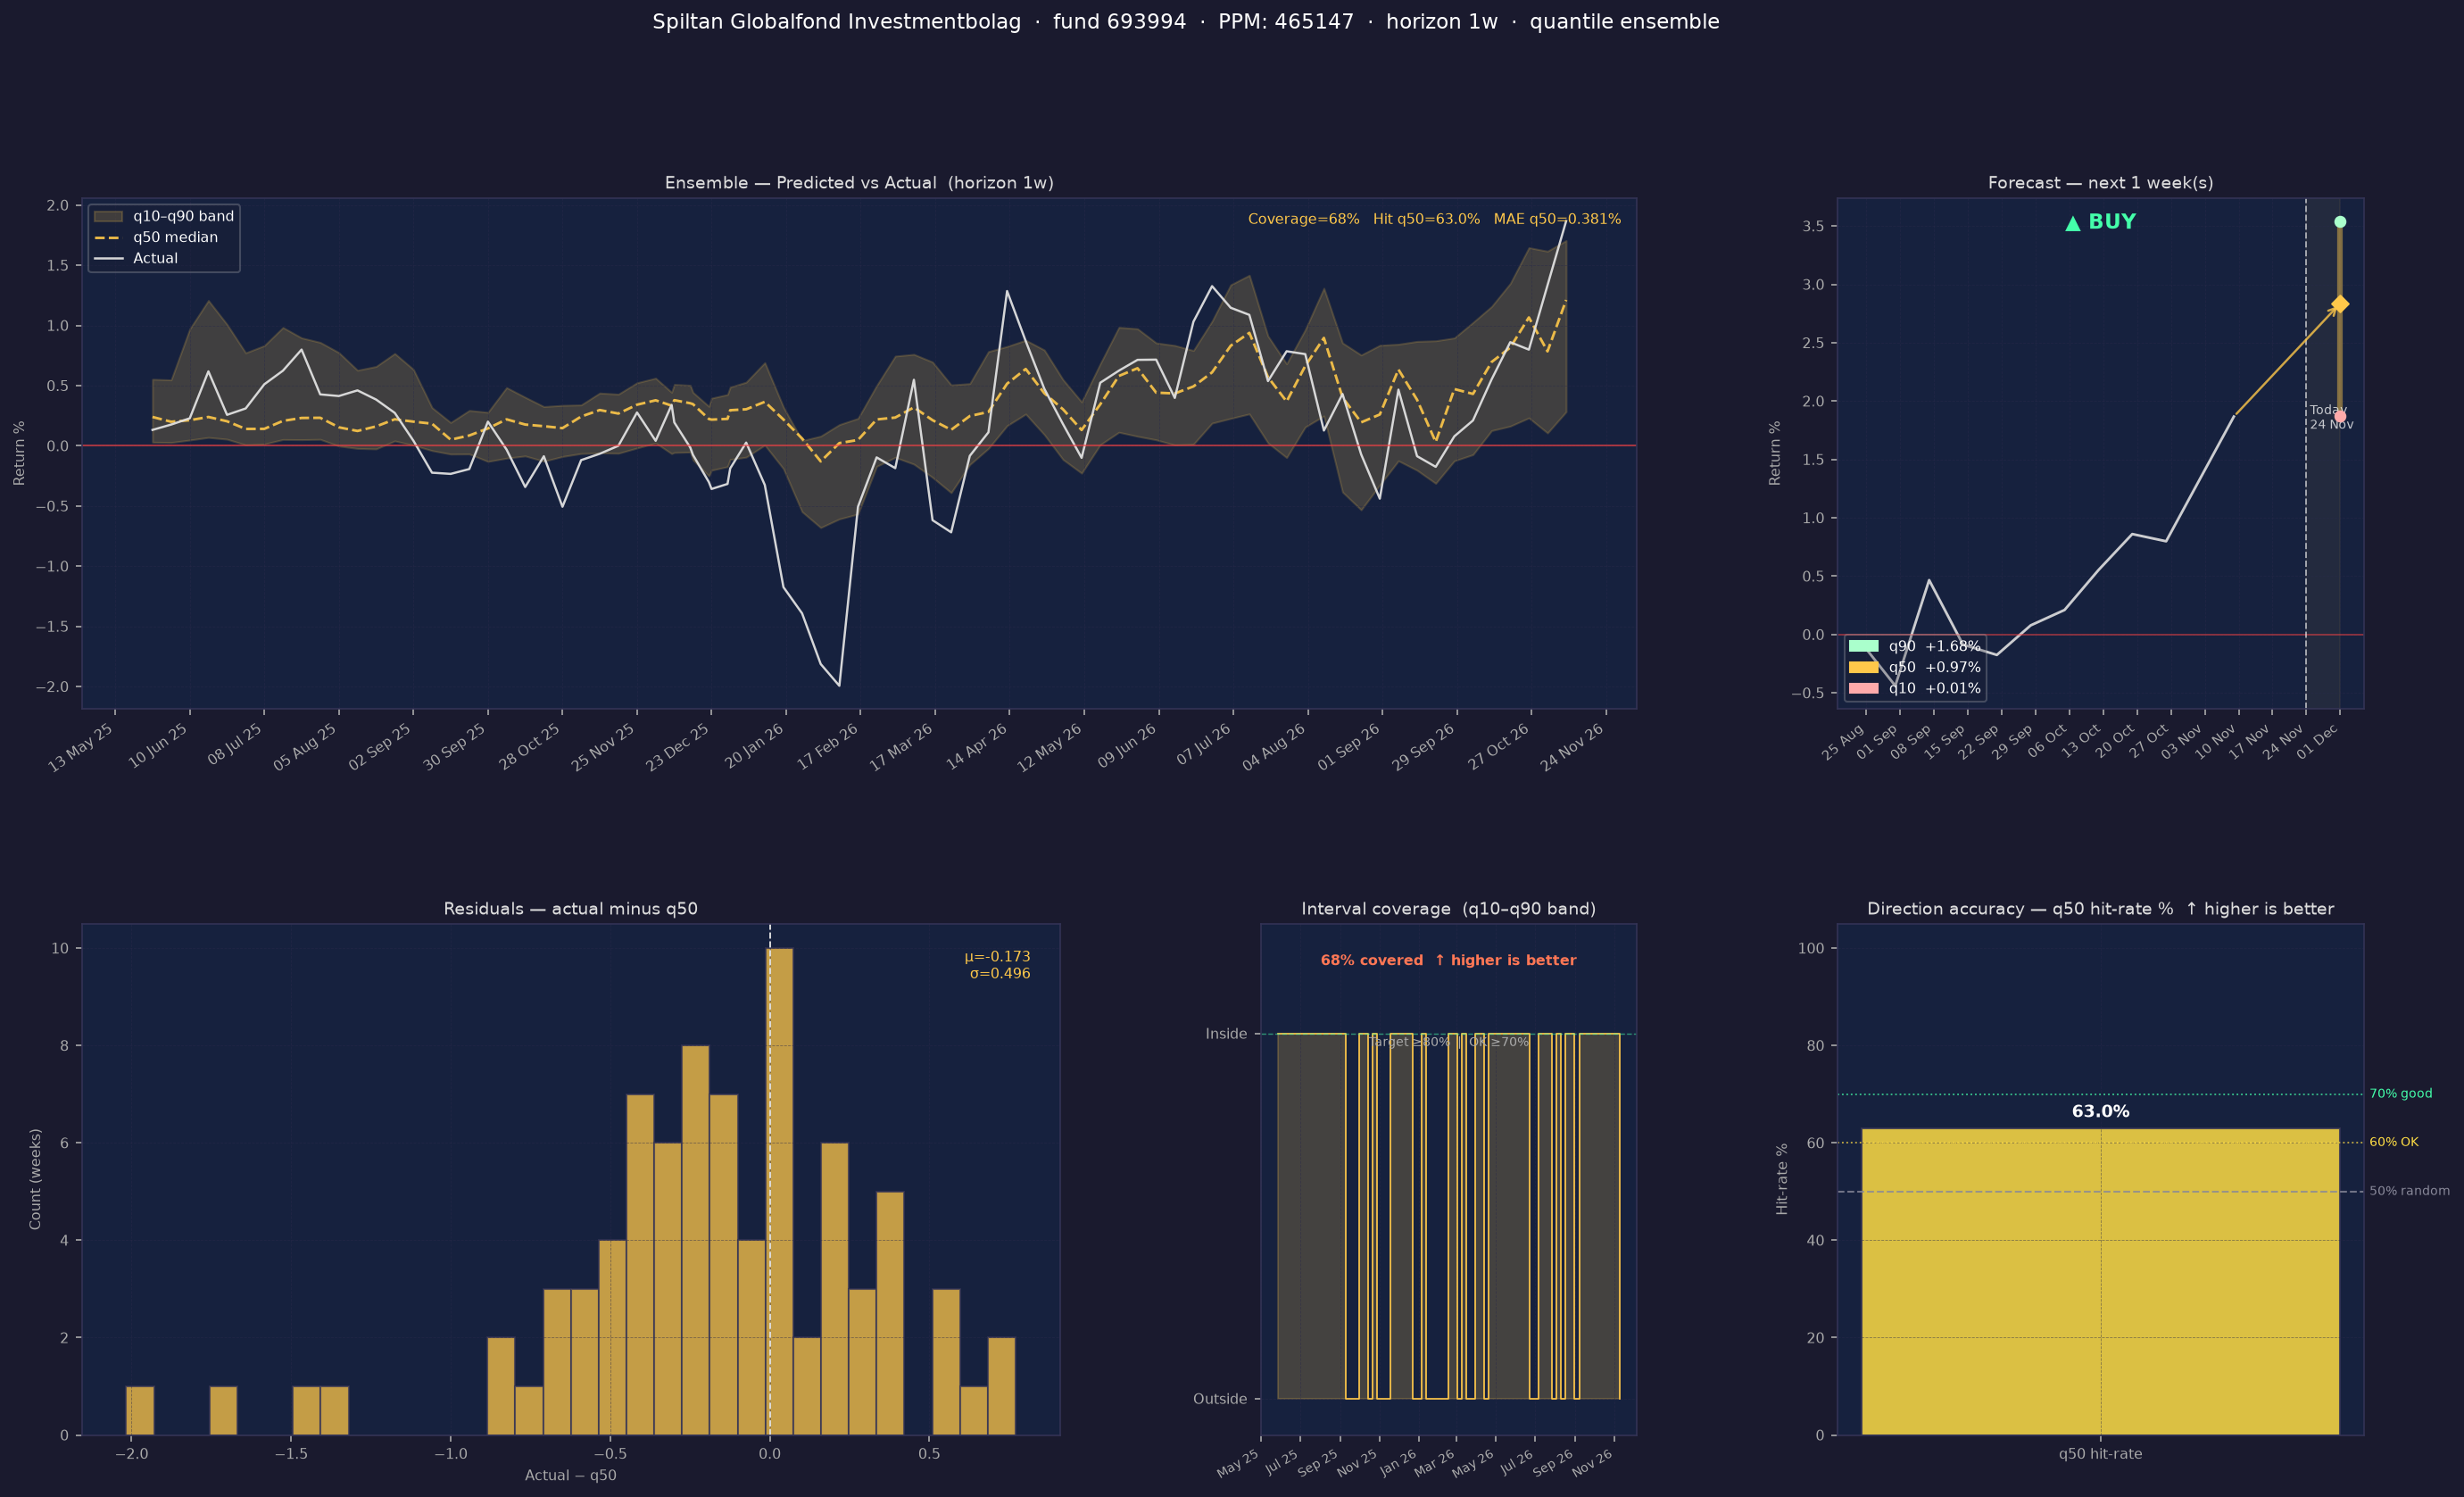 Spiltan Globalfond Investmentbolag · fund 693994 · PPM: 465147 · horizon 1w · quantile ensemble
Ensemble — Predicted vs Actual (horizon 1w)
q10–q90 band
q50 median
Actual
Coverage=68% Hit q50=63.0% MAE q50=0.381%
Return %
2.0
1.5
1.0
0.5
0.0
−0.5
−1.0
−1.5
−2.0
13 May 25
10 Jun 25
08 Jul 25
05 Aug 25
02 Sep 25
30 Sep 25
28 Oct 25
25 Nov 25
23 Dec 25
20 Jan 26
17 Feb 26
17 Mar 26
14 Apr 26
12 May 26
09 Jun 26
07 Jul 26
04 Aug 26
01 Sep 26
29 Sep 26
27 Oct 26
24 Nov 26
Forecast — next 1 week(s)
▲ BUY
Return %
3.5
3.0
2.5
2.0
1.5
1.0
0.5
0.0
−0.5
Today
24 Nov
q90 +1.68%
q50 +0.97%
q10 +0.01%
25 Aug
01 Sep
08 Sep
15 Sep
22 Sep
29 Sep
06 Oct
13 Oct
20 Oct
27 Oct
03 Nov
10 Nov
17 Nov
24 Nov
01 Dec
Residuals — actual minus q50
μ=-0.173
σ=0.496
Count (weeks)
10
8
6
4
2
0
−2.0
−1.5
−1.0
−0.5
0.0
0.5
Actual − q50
Interval coverage (q10–q90 band)
68% covered ↑ higher is better
Inside
Target ≥80% | OK ≥70%
Outside
May 25
Jul 25
Sep 25
Nov 25
Jan 26
Mar 26
May 26
Jul 26
Sep 26
Nov 26
Direction accuracy — q50 hit-rate % ↑ higher is better
Hit-rate %
100
80
60
40
20
0
63.0%
70% good
60% OK
50% random
q50 hit-rate